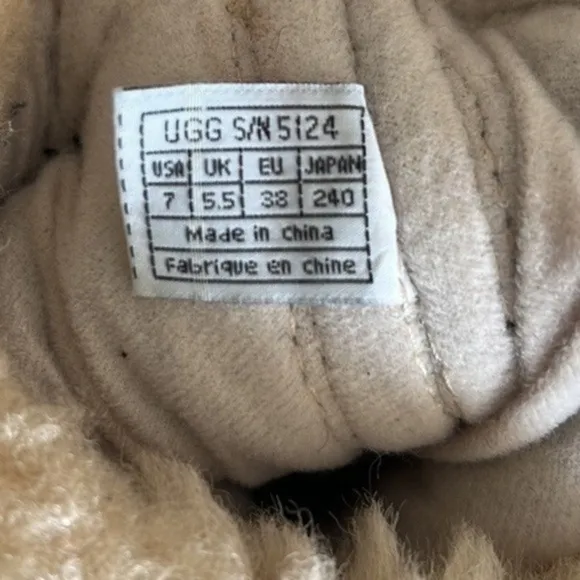 UGG S/N 5124
USA UK EU JAPAN
7 5.5 38 240
Made in China
Fabrique en Chine